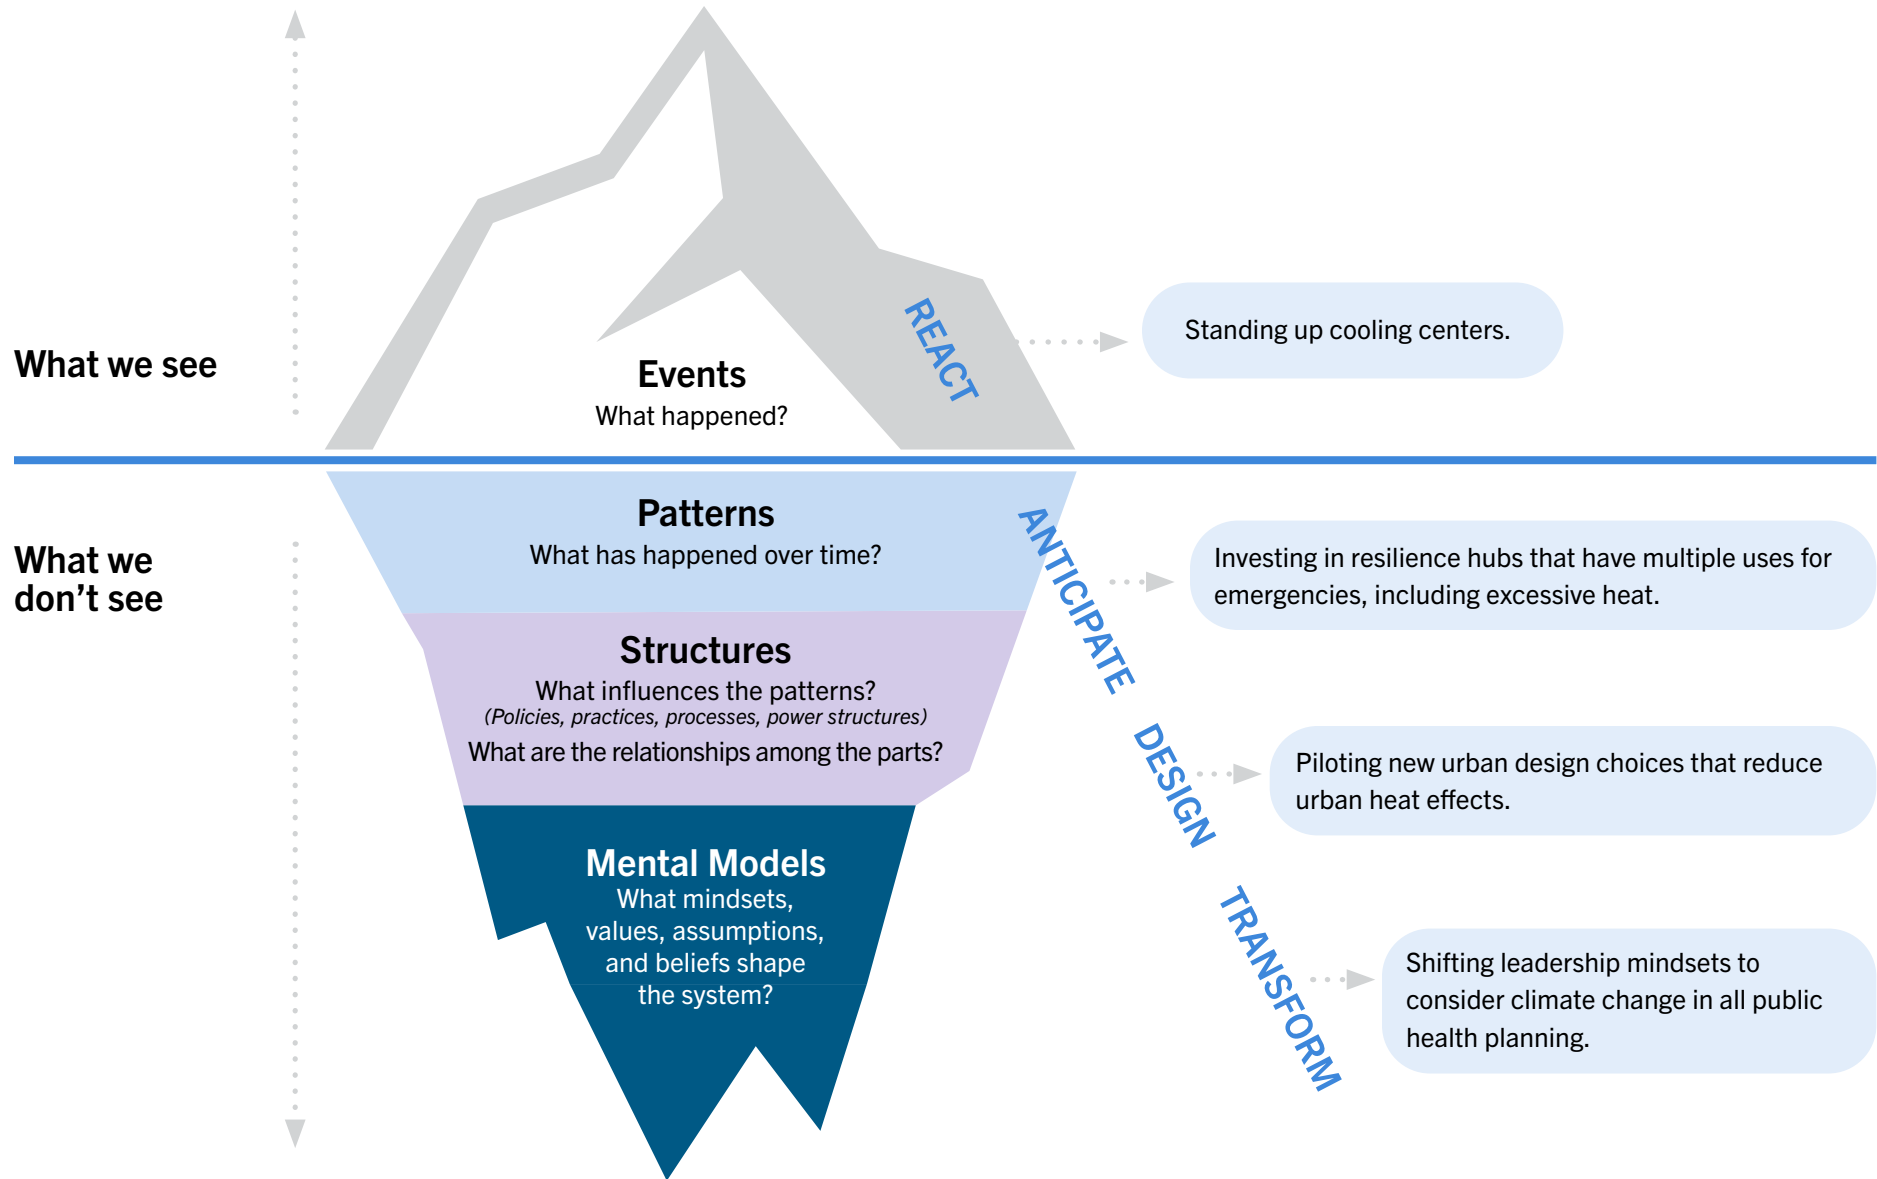 What we see
Events
What happened?
REACT
Standing up cooling centers.
What we
don’t see
Patterns
What has happened over time?
ANTICIPATE
Investing in resilience hubs that have multiple uses for
emergencies, including excessive heat.
Structures
What influences the patterns?
(Policies, practices, processes, power structures)
What are the relationships among the parts?
DESIGN
Piloting new urban design choices that reduce
urban heat effects.
Mental Models
What mindsets,
values, assumptions,
and beliefs shape
the system?
TRANSFORM
Shifting leadership mindsets to
consider climate change in all public
health planning.